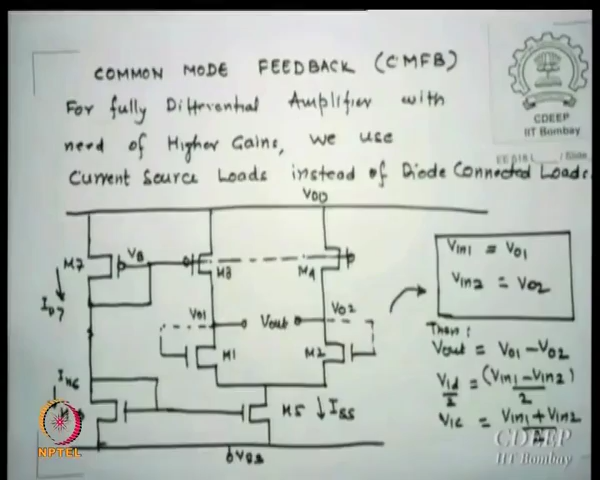 COMMON MODE FEEDBACK (CMFB)
For fully Differential Amplifier with
need of Higher Gains, we use
Current Source Loads instead of Diode Connected Loads.
CDEEP
IIT Bombay
EE 618 L /Slide
VDD
M7
VB
M3
M4
ID7
VO1
Vout
VO2
M1
M2
M5
ISS
Vin1 = VO1
Vin2 = VO2
Then:
Vout = VO1 - VO2
Vid/2 = (Vin1 - Vin2)/2
Vic = Vin1 + Vin2
NPTEL
CDEEP
IIT Bombay